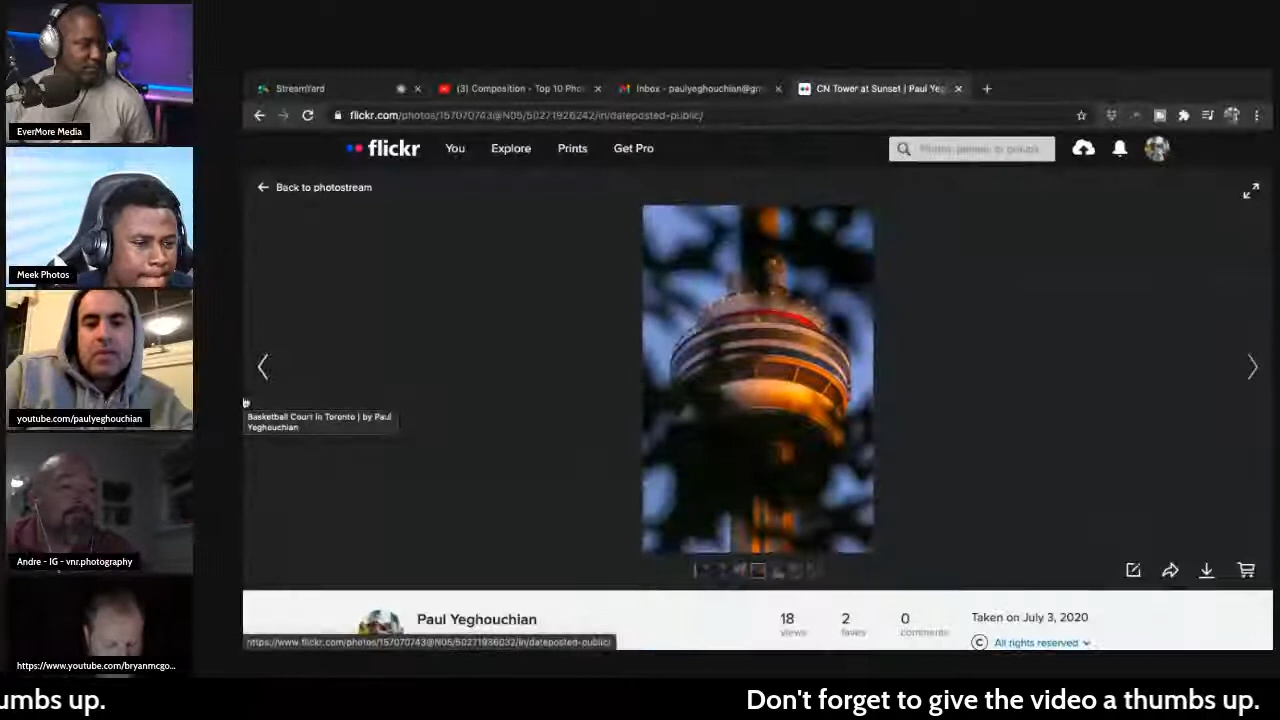 EverMore Media
Meek Photos
youtube.com/paulyeghouchian
Andre - IG - vnr.photography
https://www.youtube.com/bryanmcgo...
StreamYard
(3) Composition - Top 10 Pho
Inbox - paulyeghouchian@gm
CN Tower at Sunset | Paul Yeg
flickr.com/photos/157070743@N05/50271926242/in/dateposted-public/
flickr You Explore Prints Get Pro
Photos, people, or groups
Back to photostream
Basketball Court in Toronto | by Paul
Yeghouchian
Paul Yeghouchian
18
views
2
faves
0
comments
Taken on July 3, 2020
© All rights reserved
https://www.flickr.com/photos/157070743@N05/50271936032/in/dateposted-public/
umbs up. Don't forget to give the video a thumbs up.